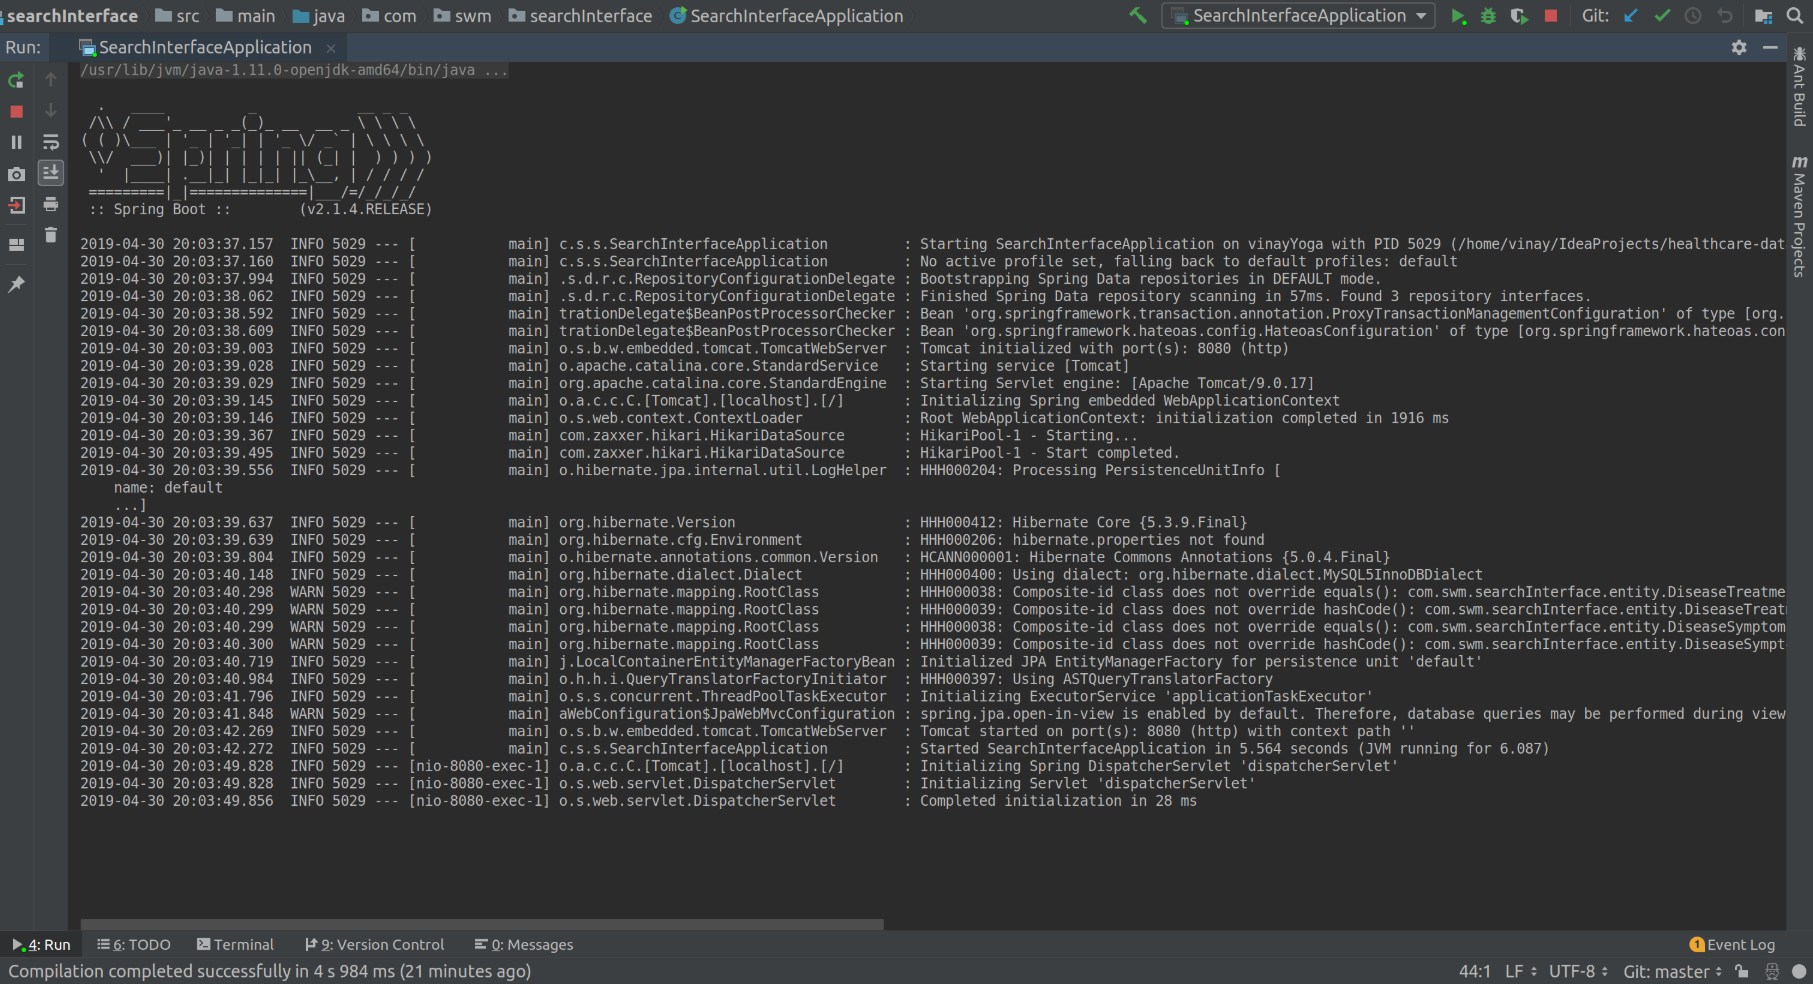 searchInterface src main java com swm searchInterface SearchInterfaceApplication SearchInterfaceApplication Git:
Run: SearchInterfaceApplication
/usr/lib/jvm/java-1.11.0-openjdk-amd64/bin/java ...
  .   ____          _            __ _ _
 /\\ / ___'_ __ _ _(_)_ __  __ _ \ \ \ \
( ( )\___ | '_ | '_| | '_ \/ _` | \ \ \ \
 \\/  ___)| |_)| | | | | || (_| |  ) ) ) )
  '  |____| .__|_| |_|_| |_\__, | / / / /
 =========|_|==============|___/=/_/_/_/
 :: Spring Boot ::        (v2.1.4.RELEASE)
2019-04-30 20:03:37.157  INFO 5029 --- [           main] c.s.s.SearchInterfaceApplication         : Starting SearchInterfaceApplication on vinayYoga with PID 5029 (/home/vinay/IdeaProjects/healthcare-dat
2019-04-30 20:03:37.160  INFO 5029 --- [           main] c.s.s.SearchInterfaceApplication         : No active profile set, falling back to default profiles: default
2019-04-30 20:03:37.994  INFO 5029 --- [           main] .s.d.r.c.RepositoryConfigurationDelegate : Bootstrapping Spring Data repositories in DEFAULT mode.
2019-04-30 20:03:38.062  INFO 5029 --- [           main] .s.d.r.c.RepositoryConfigurationDelegate : Finished Spring Data repository scanning in 57ms. Found 3 repository interfaces.
2019-04-30 20:03:38.592  INFO 5029 --- [           main] trationDelegate$BeanPostProcessorChecker : Bean 'org.springframework.transaction.annotation.ProxyTransactionManagementConfiguration' of type [org.
2019-04-30 20:03:38.609  INFO 5029 --- [           main] trationDelegate$BeanPostProcessorChecker : Bean 'org.springframework.hateoas.config.HateoasConfiguration' of type [org.springframework.hateoas.con
2019-04-30 20:03:39.003  INFO 5029 --- [           main] o.s.b.w.embedded.tomcat.TomcatWebServer  : Tomcat initialized with port(s): 8080 (http)
2019-04-30 20:03:39.028  INFO 5029 --- [           main] o.apache.catalina.core.StandardService   : Starting service [Tomcat]
2019-04-30 20:03:39.029  INFO 5029 --- [           main] org.apache.catalina.core.StandardEngine  : Starting Servlet engine: [Apache Tomcat/9.0.17]
2019-04-30 20:03:39.145  INFO 5029 --- [           main] o.a.c.c.C.[Tomcat].[localhost].[/]       : Initializing Spring embedded WebApplicationContext
2019-04-30 20:03:39.146  INFO 5029 --- [           main] o.s.web.context.ContextLoader            : Root WebApplicationContext: initialization completed in 1916 ms
2019-04-30 20:03:39.367  INFO 5029 --- [           main] com.zaxxer.hikari.HikariDataSource       : HikariPool-1 - Starting...
2019-04-30 20:03:39.495  INFO 5029 --- [           main] com.zaxxer.hikari.HikariDataSource       : HikariPool-1 - Start completed.
2019-04-30 20:03:39.556  INFO 5029 --- [           main] o.hibernate.jpa.internal.util.LogHelper  : HHH000204: Processing PersistenceUnitInfo [
    name: default
    ...]
2019-04-30 20:03:39.637  INFO 5029 --- [           main] org.hibernate.Version                    : HHH000412: Hibernate Core {5.3.9.Final}
2019-04-30 20:03:39.639  INFO 5029 --- [           main] org.hibernate.cfg.Environment            : HHH000206: hibernate.properties not found
2019-04-30 20:03:39.804  INFO 5029 --- [           main] o.hibernate.annotations.common.Version   : HCANN000001: Hibernate Commons Annotations {5.0.4.Final}
2019-04-30 20:03:40.148  INFO 5029 --- [           main] org.hibernate.dialect.Dialect            : HHH000400: Using dialect: org.hibernate.dialect.MySQL5InnoDBDialect
2019-04-30 20:03:40.298  WARN 5029 --- [           main] org.hibernate.mapping.RootClass          : HHH000038: Composite-id class does not override equals(): com.swm.searchInterface.entity.DiseaseTreatme
2019-04-30 20:03:40.299  WARN 5029 --- [           main] org.hibernate.mapping.RootClass          : HHH000039: Composite-id class does not override hashCode(): com.swm.searchInterface.entity.DiseaseTreat
2019-04-30 20:03:40.299  WARN 5029 --- [           main] org.hibernate.mapping.RootClass          : HHH000038: Composite-id class does not override equals(): com.swm.searchInterface.entity.DiseaseSymptom
2019-04-30 20:03:40.300  WARN 5029 --- [           main] org.hibernate.mapping.RootClass          : HHH000039: Composite-id class does not override hashCode(): com.swm.searchInterface.entity.DiseaseSympt
2019-04-30 20:03:40.719  INFO 5029 --- [           main] j.LocalContainerEntityManagerFactoryBean : Initialized JPA EntityManagerFactory for persistence unit 'default'
2019-04-30 20:03:40.984  INFO 5029 --- [           main] o.h.h.i.QueryTranslatorFactoryInitiator  : HHH000397: Using ASTQueryTranslatorFactory
2019-04-30 20:03:41.796  INFO 5029 --- [           main] o.s.s.concurrent.ThreadPoolTaskExecutor  : Initializing ExecutorService 'applicationTaskExecutor'
2019-04-30 20:03:41.848  WARN 5029 --- [           main] aWebConfiguration$JpaWebMvcConfiguration : spring.jpa.open-in-view is enabled by default. Therefore, database queries may be performed during view
2019-04-30 20:03:42.269  INFO 5029 --- [           main] o.s.b.w.embedded.tomcat.TomcatWebServer  : Tomcat started on port(s): 8080 (http) with context path ''
2019-04-30 20:03:42.272  INFO 5029 --- [           main] c.s.s.SearchInterfaceApplication         : Started SearchInterfaceApplication in 5.564 seconds (JVM running for 6.087)
2019-04-30 20:03:49.828  INFO 5029 --- [nio-8080-exec-1] o.a.c.c.C.[Tomcat].[localhost].[/]       : Initializing Spring DispatcherServlet 'dispatcherServlet'
2019-04-30 20:03:49.828  INFO 5029 --- [nio-8080-exec-1] o.s.web.servlet.DispatcherServlet        : Initializing Servlet 'dispatcherServlet'
2019-04-30 20:03:49.856  INFO 5029 --- [nio-8080-exec-1] o.s.web.servlet.DispatcherServlet        : Completed initialization in 28 ms
Ant Build
m Maven Projects
4: Run 6: TODO Terminal 9: Version Control 0: Messages 1 Event Log
Compilation completed successfully in 4 s 984 ms (21 minutes ago) 44:1 LF UTF-8 Git: master